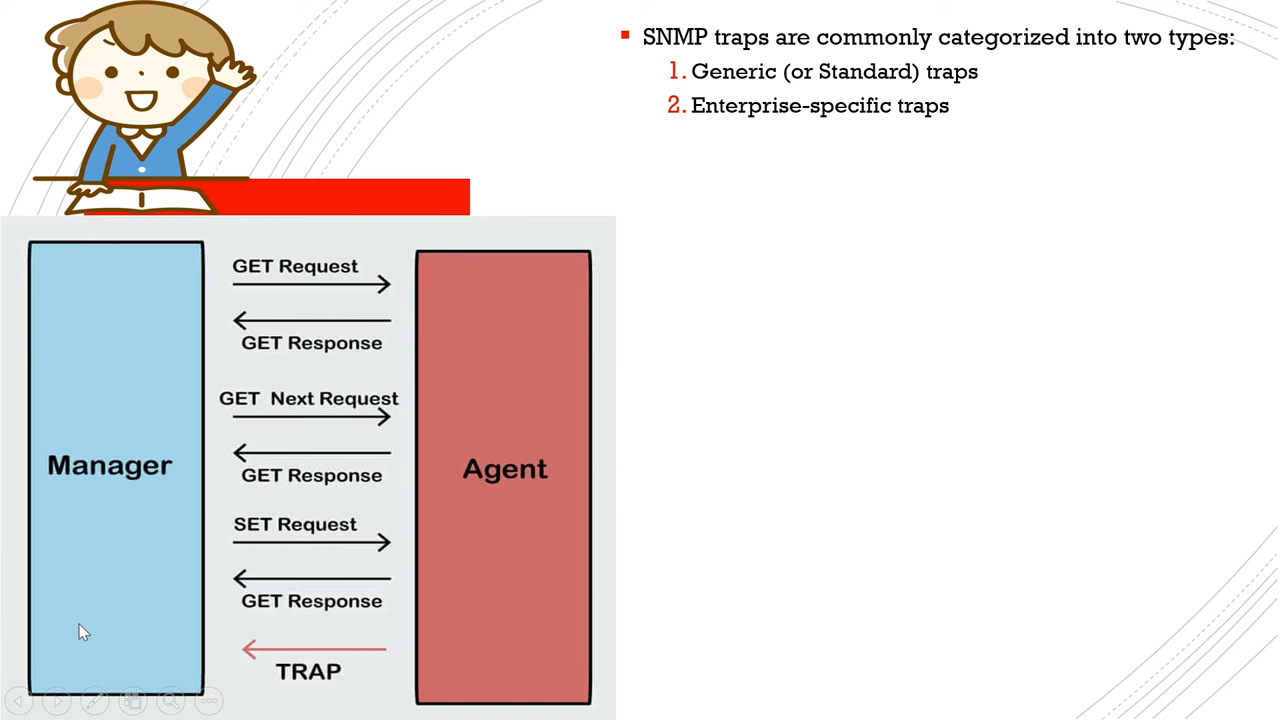 SNMP traps are commonly categorized into two types:
1. Generic (or Standard) traps
2. Enterprise-specific traps
GET Request
GET Response
GET Next Request
Manager
Agent
GET Response
SET Request
GET Response
TRAP